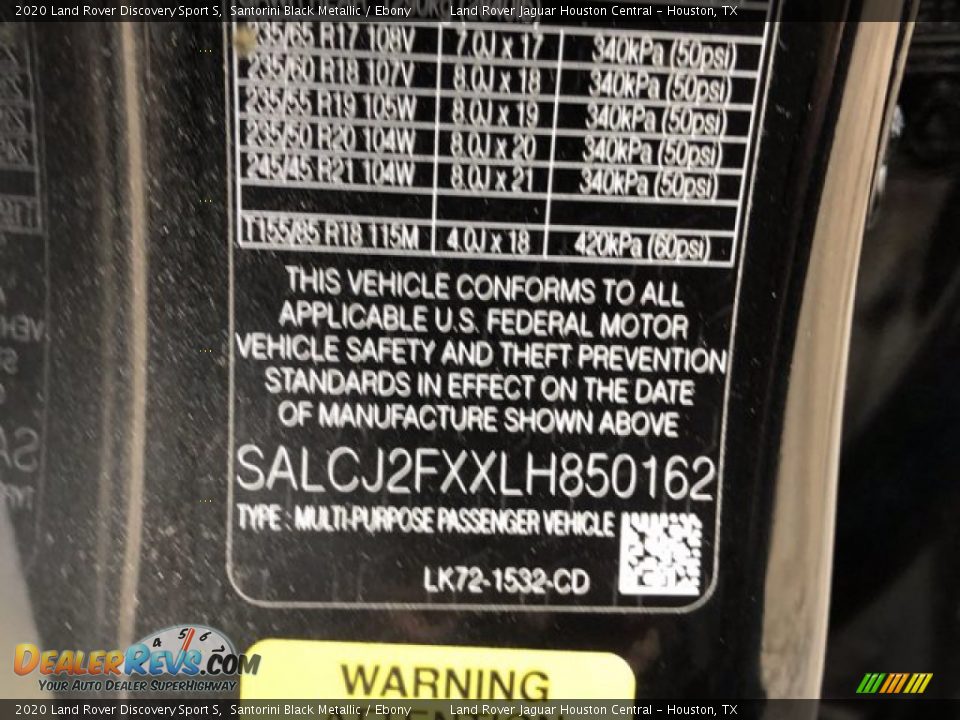 2020 Land Rover Discovery Sport S, Santorini Black Metallic / Ebony Land Rover Jaguar Houston Central - Houston, TX
235/65 R17 108V 7.0J x 17 340kPa (50psi)
235/60 R18 107V 8.0J x 18 340kPa (50psi)
235/55 R19 105W 8.0J x 19 340kPa (50psi)
235/50 R20 104W 8.0J x 20 340kPa (50psi)
245/45 R21 104W 8.0J x 21 340kPa (50psi)
T155/85 R18 115M 4.0J x 18 420kPa (60psi)
THIS VEHICLE CONFORMS TO ALL
APPLICABLE U.S. FEDERAL MOTOR
VEHICLE SAFETY AND THEFT PREVENTION
STANDARDS IN EFFECT ON THE DATE
OF MANUFACTURE SHOWN ABOVE
SALCJ2FXXLH850162
TYPE : MULTI-PURPOSE PASSENGER VEHICLE
LK72-1532-CD
WARNING
4 5 6
DEALERREVS.COM
YOUR AUTO DEALER SUPERHIGHWAY
2020 Land Rover Discovery Sport S, Santorini Black Metallic / Ebony Land Rover Jaguar Houston Central - Houston, TX